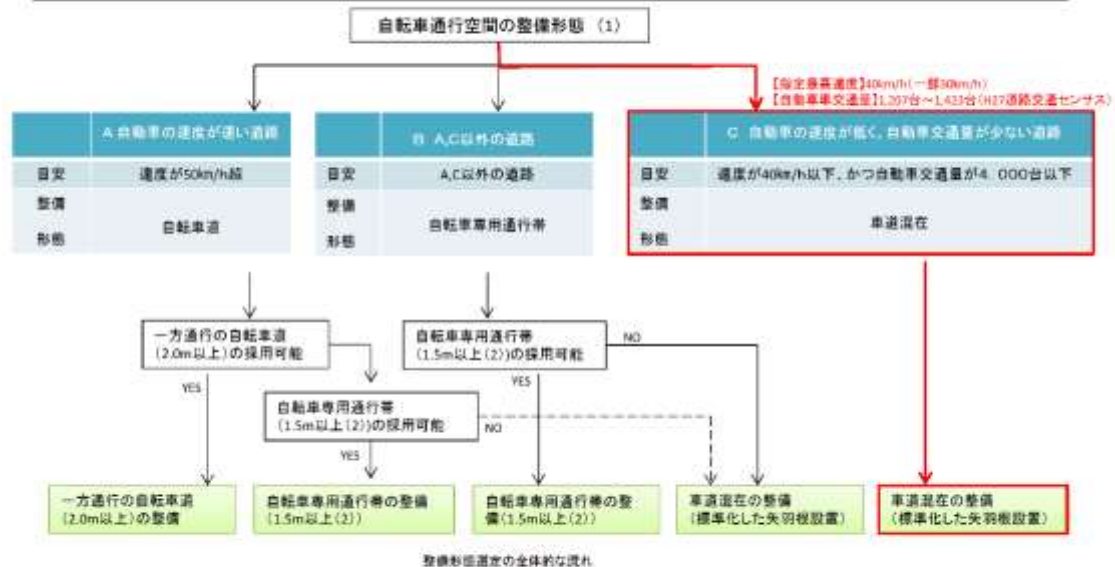 自転車通行空間の整備形態 (1)
【指定最高速度】40km/h(一部30km/h)
【自動車車交通量】1,207台～1,423台(H27道路交通センサス)
A 自動車の速度が速い道路
目安 速度が50km/h超
整備
形態
自転車道
B A,C以外の道路
目安 A,C以外の道路
整備
形態
自転車専用通行帯
C 自動車の速度が低く、自動車交通量が少ない道路
目安 速度が40km/h以下、かつ自動車交通量が4,000台以下
整備
形態
車道混在
一方通行の自転車道
(2.0m以上)の採用可能
自転車専用通行帯
(1.5m以上(2))の採用可能
NO
YES
YES
自転車専用通行帯
(1.5m以上(2))の採用可能
NO
YES
一方通行の自転車道
(2.0m以上)の整備
自転車専用通行帯の整備
(1.5m以上(2))
自転車専用通行帯の整
備(1.5m以上(2))
車道混在の整備
(標準化した矢羽根設置)
車道混在の整備
(標準化した矢羽根設置)
整備形態選定の全体的な流れ